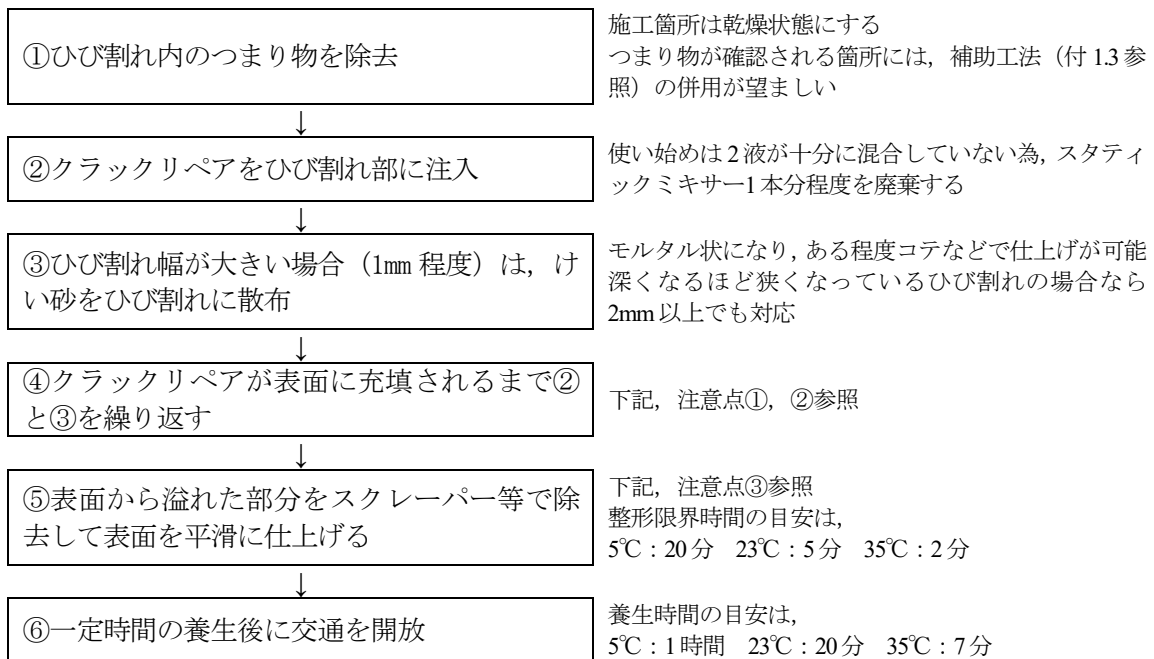 ①ひび割れ内のつまり物を除去
施工箇所は乾燥状態にする
つまり物が確認される箇所には，補助工法（付 1.3 参
照）の併用が望ましい
↓
②クラックリペアをひび割れ部に注入
使い始めは 2 液が十分に混合していない為，スタティ
ックミキサー1 本分程度を廃棄する
↓
③ひび割れ幅が大きい場合（1mm 程度）は，け
い砂をひび割れに散布
モルタル状になり，ある程度コテなどで仕上げが可能
深くなるほど狭くなっているひび割れの場合なら
2mm 以上でも対応
↓
④クラックリペアが表面に充填されるまで②
と③を繰り返す
下記，注意点①，②参照
↓
⑤表面から溢れた部分をスクレーパー等で除
去して表面を平滑に仕上げる
下記，注意点③参照
整形限界時間の目安は，
5℃：20 分　23℃：5 分　35℃：2 分
↓
⑥一定時間の養生後に交通を開放
養生時間の目安は，
5℃：1 時間　23℃：20 分　35℃：7 分